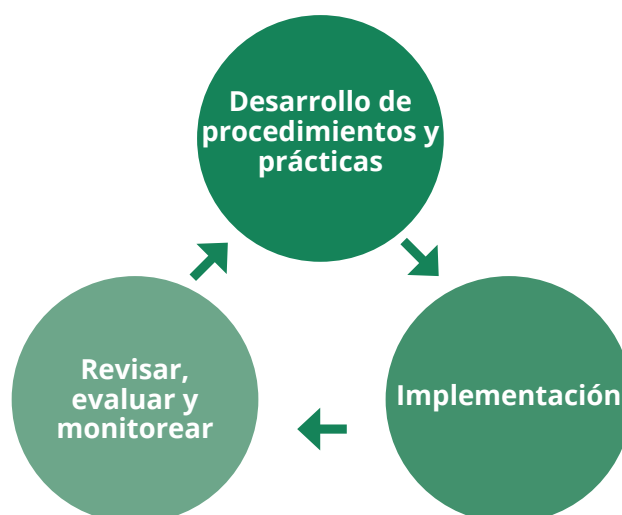 Desarrollo de
procedimientos y
prácticas
Revisar,
evaluar y
monitorear
Implementación